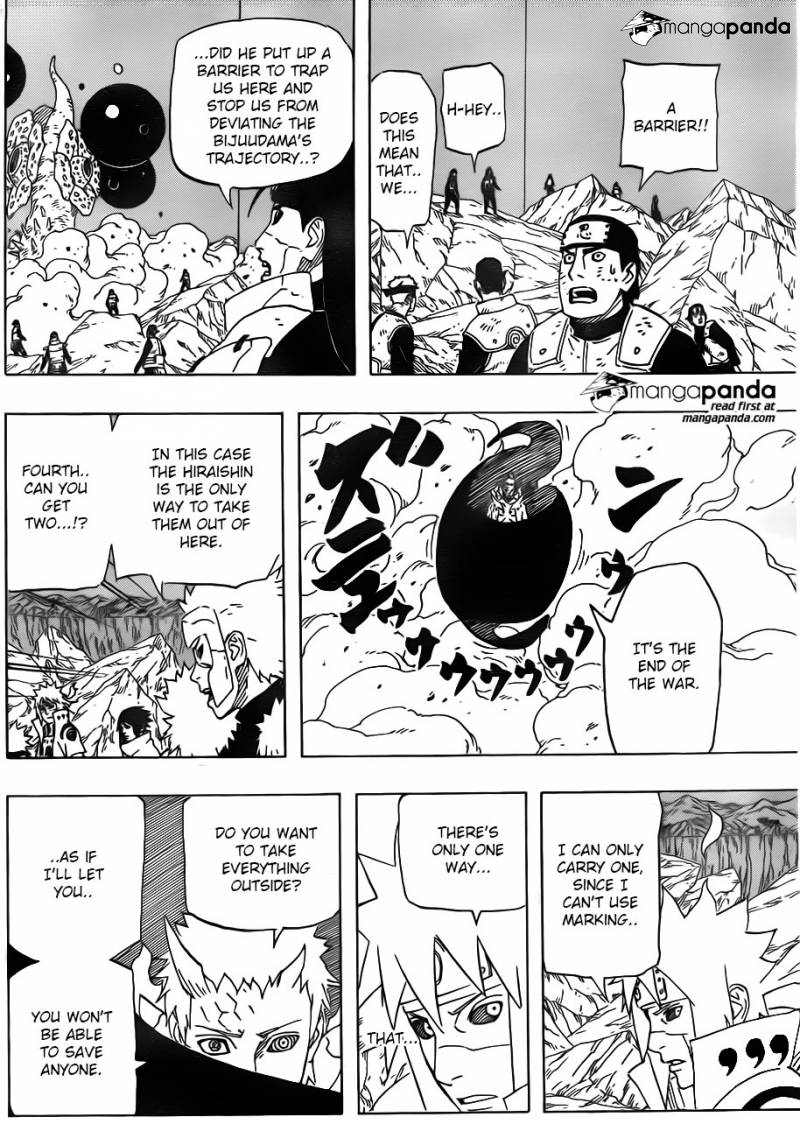 mangapanda
A
BARRIER!!
H-HEY..
DOES
THIS
MEAN
THAT..
WE...
...DID HE PUT UP A
BARRIER TO TRAP
US HERE AND
STOP US FROM
DEVIATING THE
BIJUUDAMA'S
TRAJECTORY..?
mangapanda
read first at
mangapanda.com
ズズゥゥウウウウウウン
IT'S THE
END OF
THE WAR.
IN THIS CASE
THE HIRAISHIN
IS THE ONLY
WAY TO TAKE
THEM OUT OF
HERE.
FOURTH..
CAN YOU
GET
TWO...!?
I CAN ONLY
CARRY ONE,
SINCE I
CAN'T USE
MARKING..
THERE'S
ONLY ONE
WAY...
THAT...
DO YOU WANT
TO TAKE
EVERYTHING
OUTSIDE?
..AS IF
I'LL LET
YOU..
YOU WON'T
BE ABLE
TO SAVE
ANYONE.